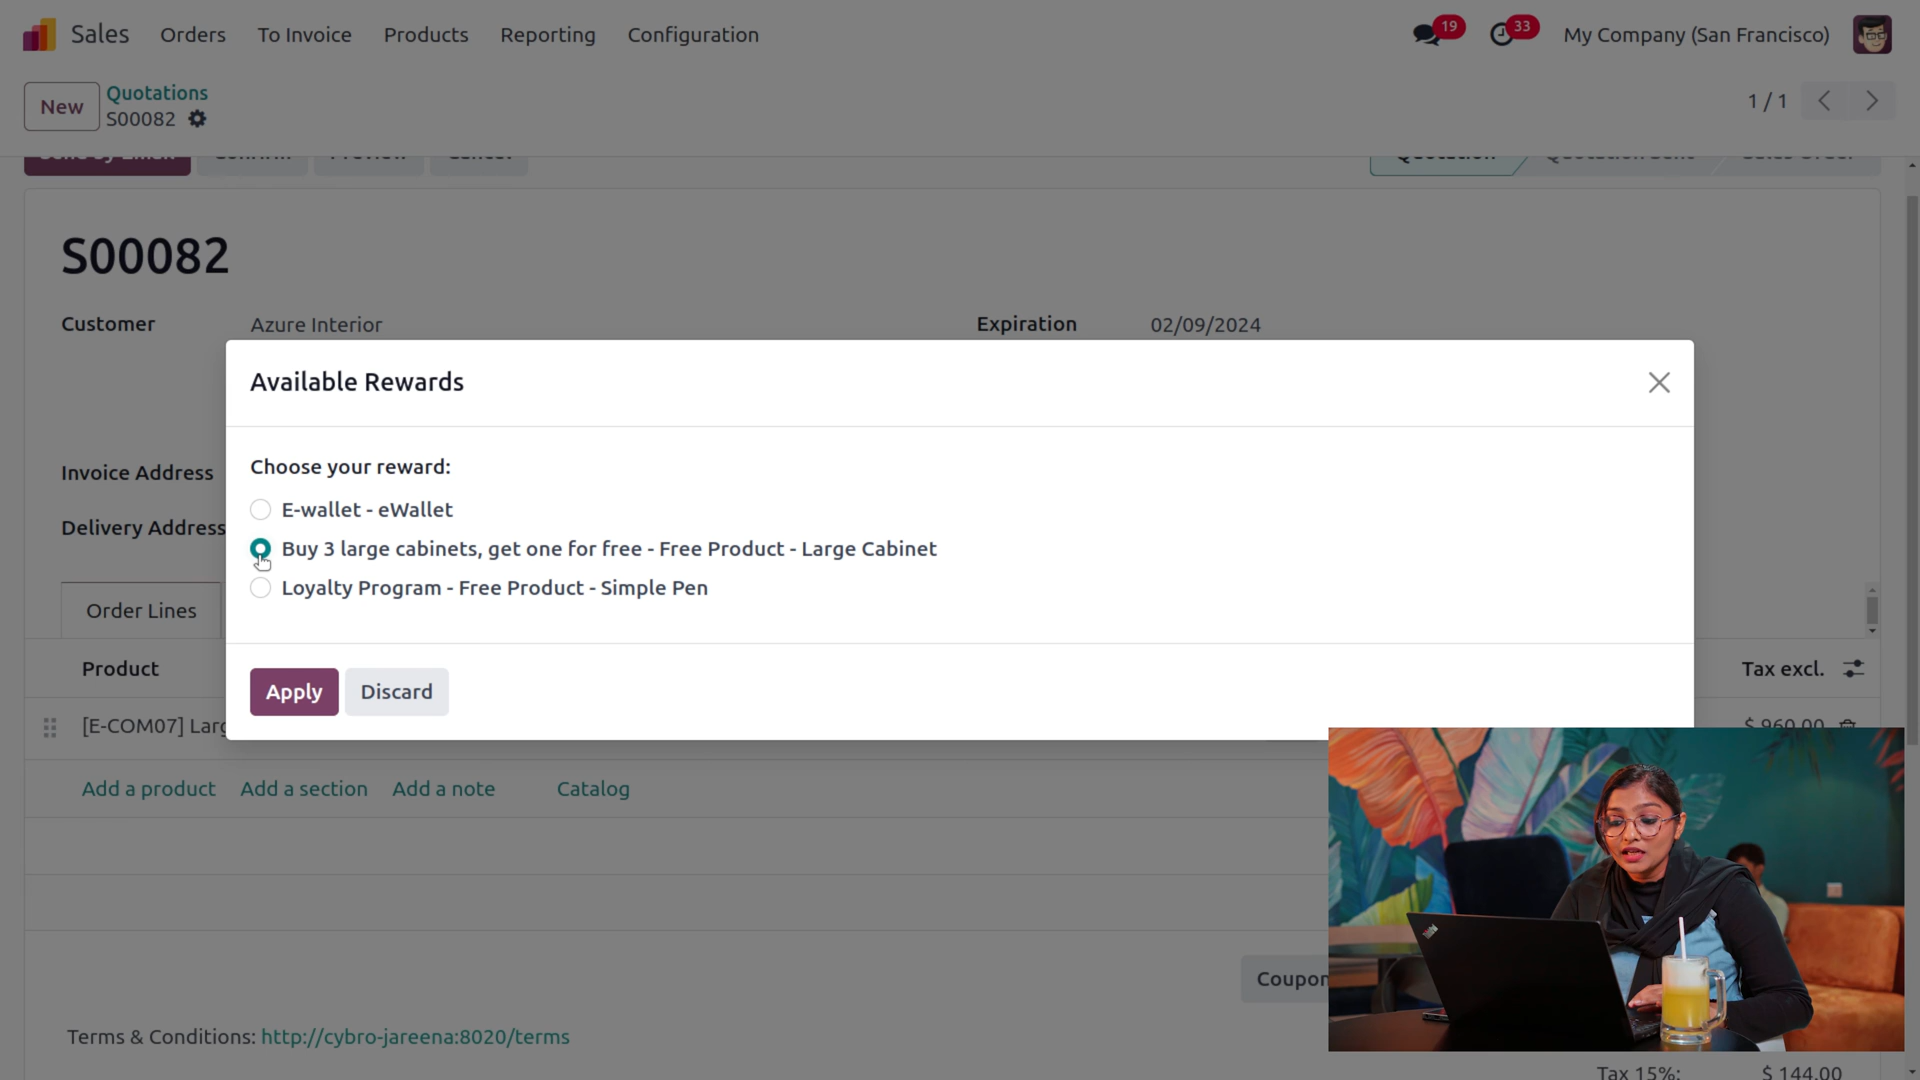 Sales Orders To Invoice Products Reporting Configuration 19 33 My Company (San Francisco)
New Quotations 1 / 1
S00082
Send by Email Confirm Preview Cancel Quotation Quotation Sent Sales Order
S00082
Customer Azure Interior Expiration 02/09/2024
Available Rewards
Choose your reward:
Invoice Address
E-wallet - eWallet
Delivery Address
Buy 3 large cabinets, get one for free - Free Product - Large Cabinet
Loyalty Program - Free Product - Simple Pen
Order Lines
Product Tax excl.
Apply Discard
[E-COM07] Larg $ 960.00
Add a product Add a section Add a note Catalog
Coupon
Terms & Conditions: http://cybro-jareena:8020/terms
Tax 15%: $ 144.00